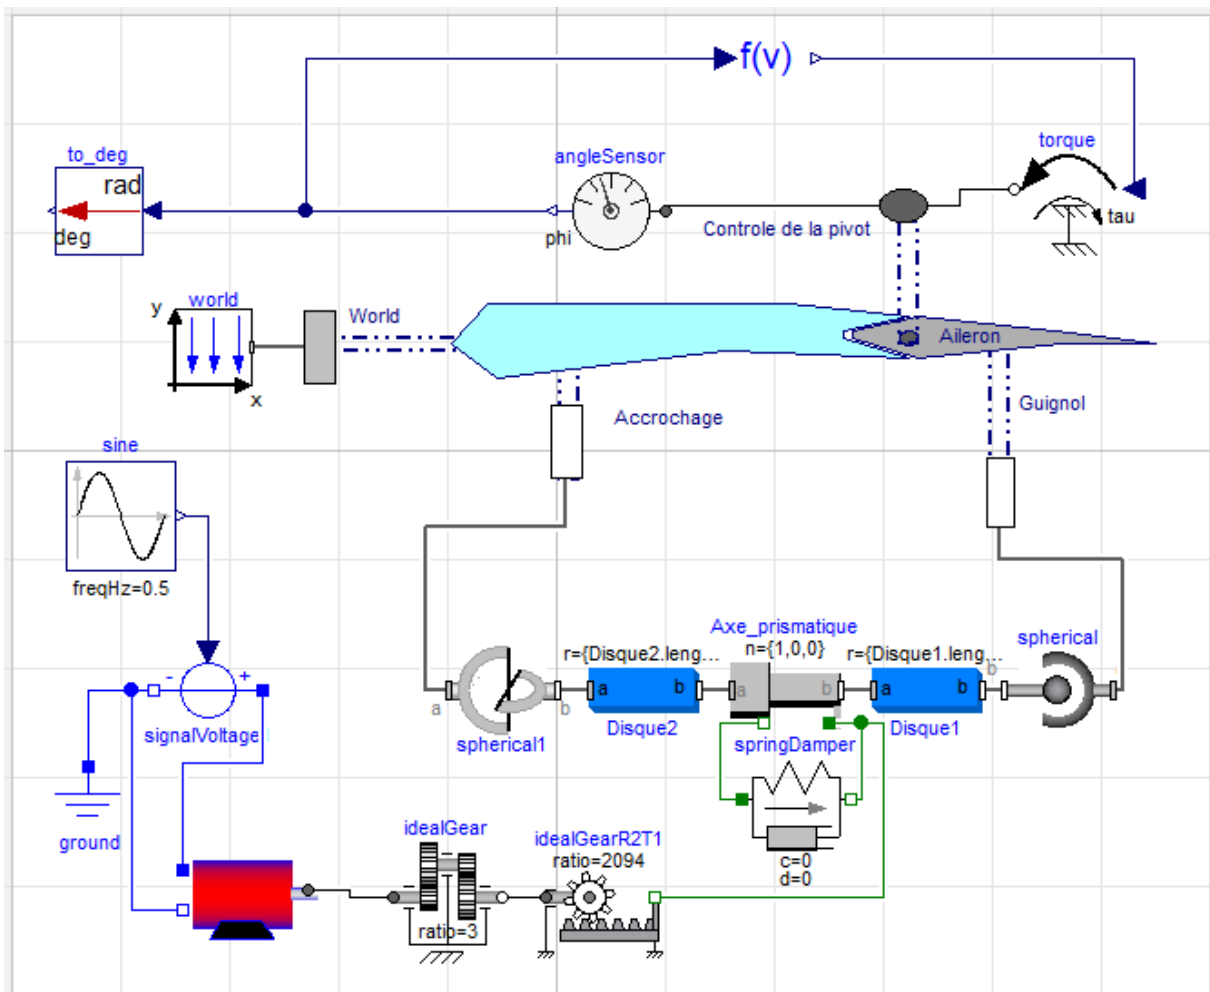 f(v)
to_deg
angleSensor
torque
rad
deg
phi
Controle de la pivot
tau
world
World
y
x
Aileron
Accrochage
Guignol
sine
freqHz=0.5
Axe_prismatique
n={1,0,0}
spherical
r={Disque2.leng...
r={Disque1.leng...
b
a
b
a
b
a
b
a
b
spherical1
Disque2
Disque1
- +
signalVoltage
springDamper
ground
idealGear
idealGearR2T1
ratio=2094
c=0
d=0
ratio=3